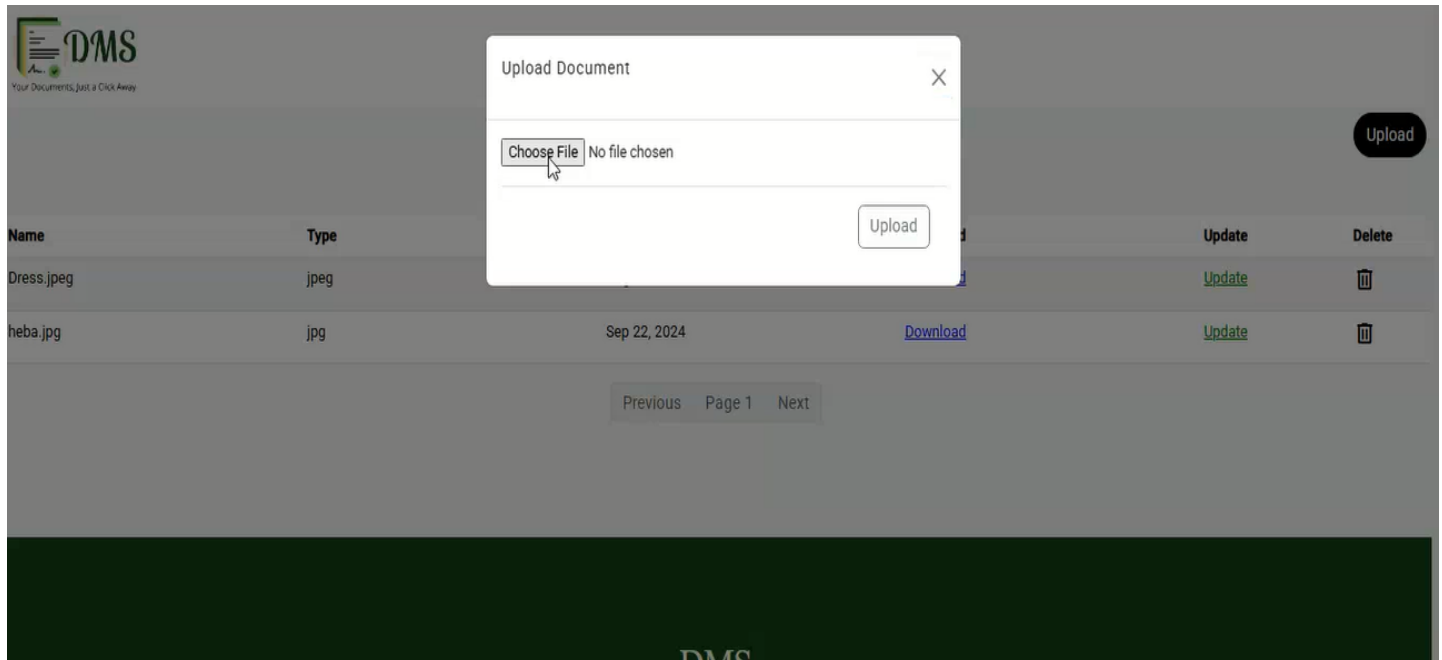 DMS
Your Documents, Just a Click Away
Upload Document
X
Choose File No file chosen
Upload
Upload
Name Type Update Delete
Dress.jpeg jpeg Update
heba.jpg jpg Sep 22, 2024 Download Update
Previous Page 1 Next
DMS